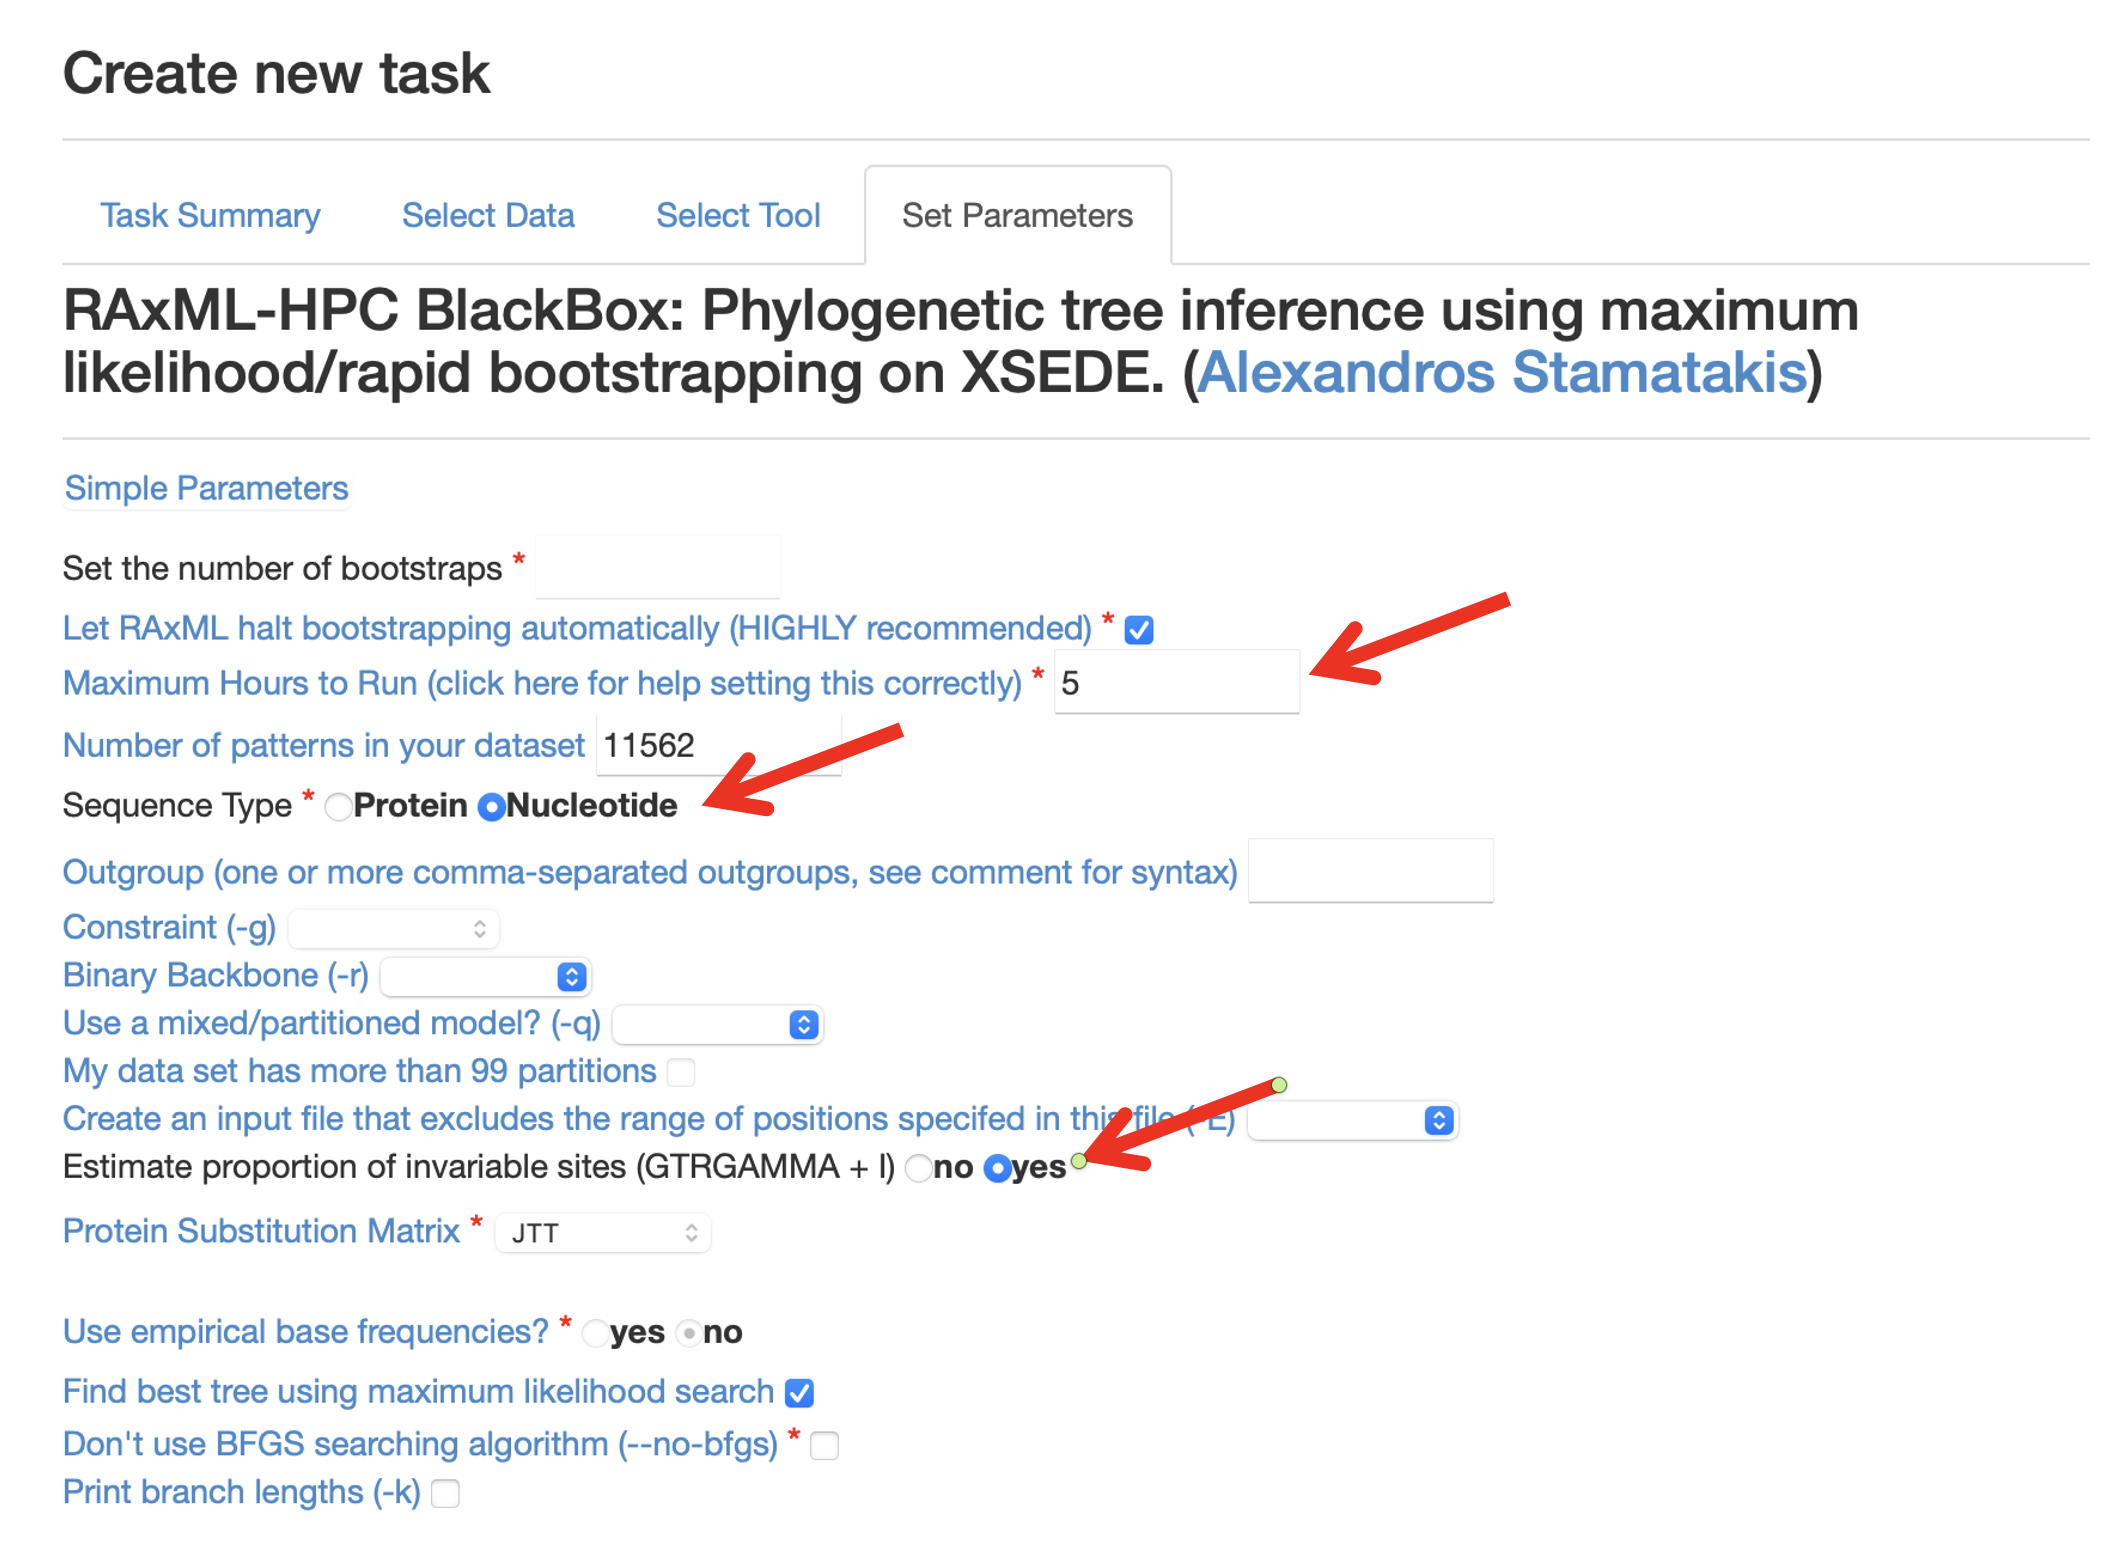 Create new task
Task Summary Select Data Select Tool Set Parameters
RAxML-HPC BlackBox: Phylogenetic tree inference using maximum
likelihood/rapid bootstrapping on XSEDE. (Alexandros Stamatakis)
Simple Parameters
Set the number of bootstraps *
Let RAxML halt bootstrapping automatically (HIGHLY recommended) *
Maximum Hours to Run (click here for help setting this correctly) * 5
Number of patterns in your dataset 11562
Sequence Type * Protein Nucleotide
Outgroup (one or more comma-separated outgroups, see comment for syntax)
Constraint (-g)
Binary Backbone (-r)
Use a mixed/partitioned model? (-q)
My data set has more than 99 partitions
Create an input file that excludes the range of positions specifed in this file (-E)
Estimate proportion of invariable sites (GTRGAMMA + I) no yes
Protein Substitution Matrix * JTT
Use empirical base frequencies? * yes no
Find best tree using maximum likelihood search
Don't use BFGS searching algorithm (--no-bfgs) *
Print branch lengths (-k)